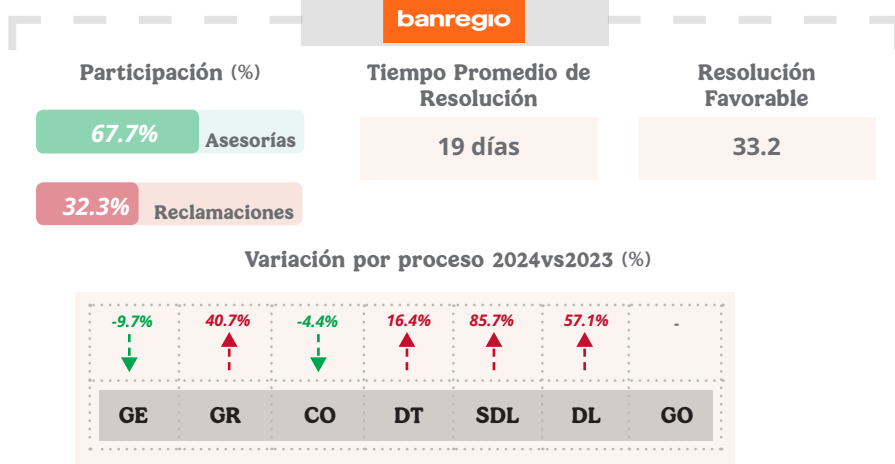 banregio
Participación (%)
67.7% Asesorías
32.3% Reclamaciones
Tiempo Promedio de
Resolución
19 días
Resolución
Favorable
33.2
Variación por proceso 2024vs2023 (%)
-9.7% 40.7% -4.4% 16.4% 85.7% 57.1% -
GE GR CO DT SDL DL GO